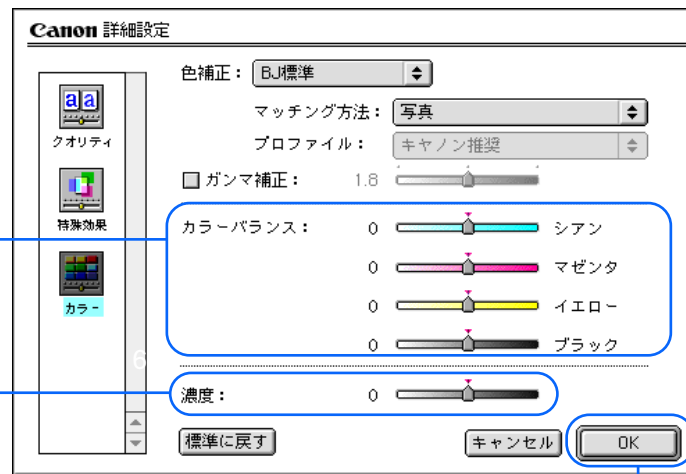 Canon 詳細設定
色補正： BJ標準
マッチング方法： 写真
プロファイル： キヤノン推奨
ガンマ補正： 1.8
カラーバランス： 0 シアン
0 マゼンタ
0 イエロー
0 ブラック
濃度： 0
標準に戻す キャンセル OK
aa
クオリティ
特殊効果
カラー
6